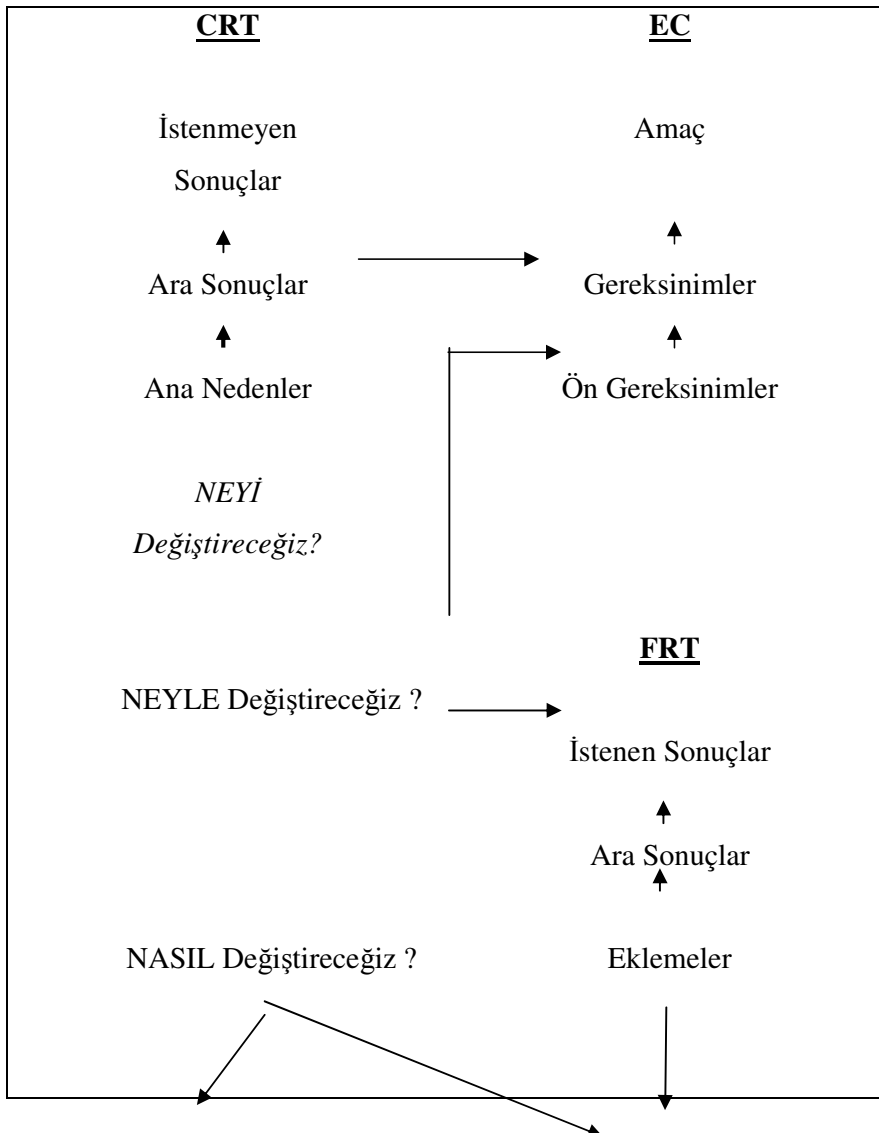 CRT
EC
İstenmeyen
Sonuçlar
Amaç
Ara Sonuçlar
Gereksinimler
Ana Nedenler
Ön Gereksinimler
NEYİ
Değiştireceğiz?
FRT
NEYLE Değiştireceğiz ?
İstenen Sonuçlar
Ara Sonuçlar
NASIL Değiştireceğiz ?
Eklemeler